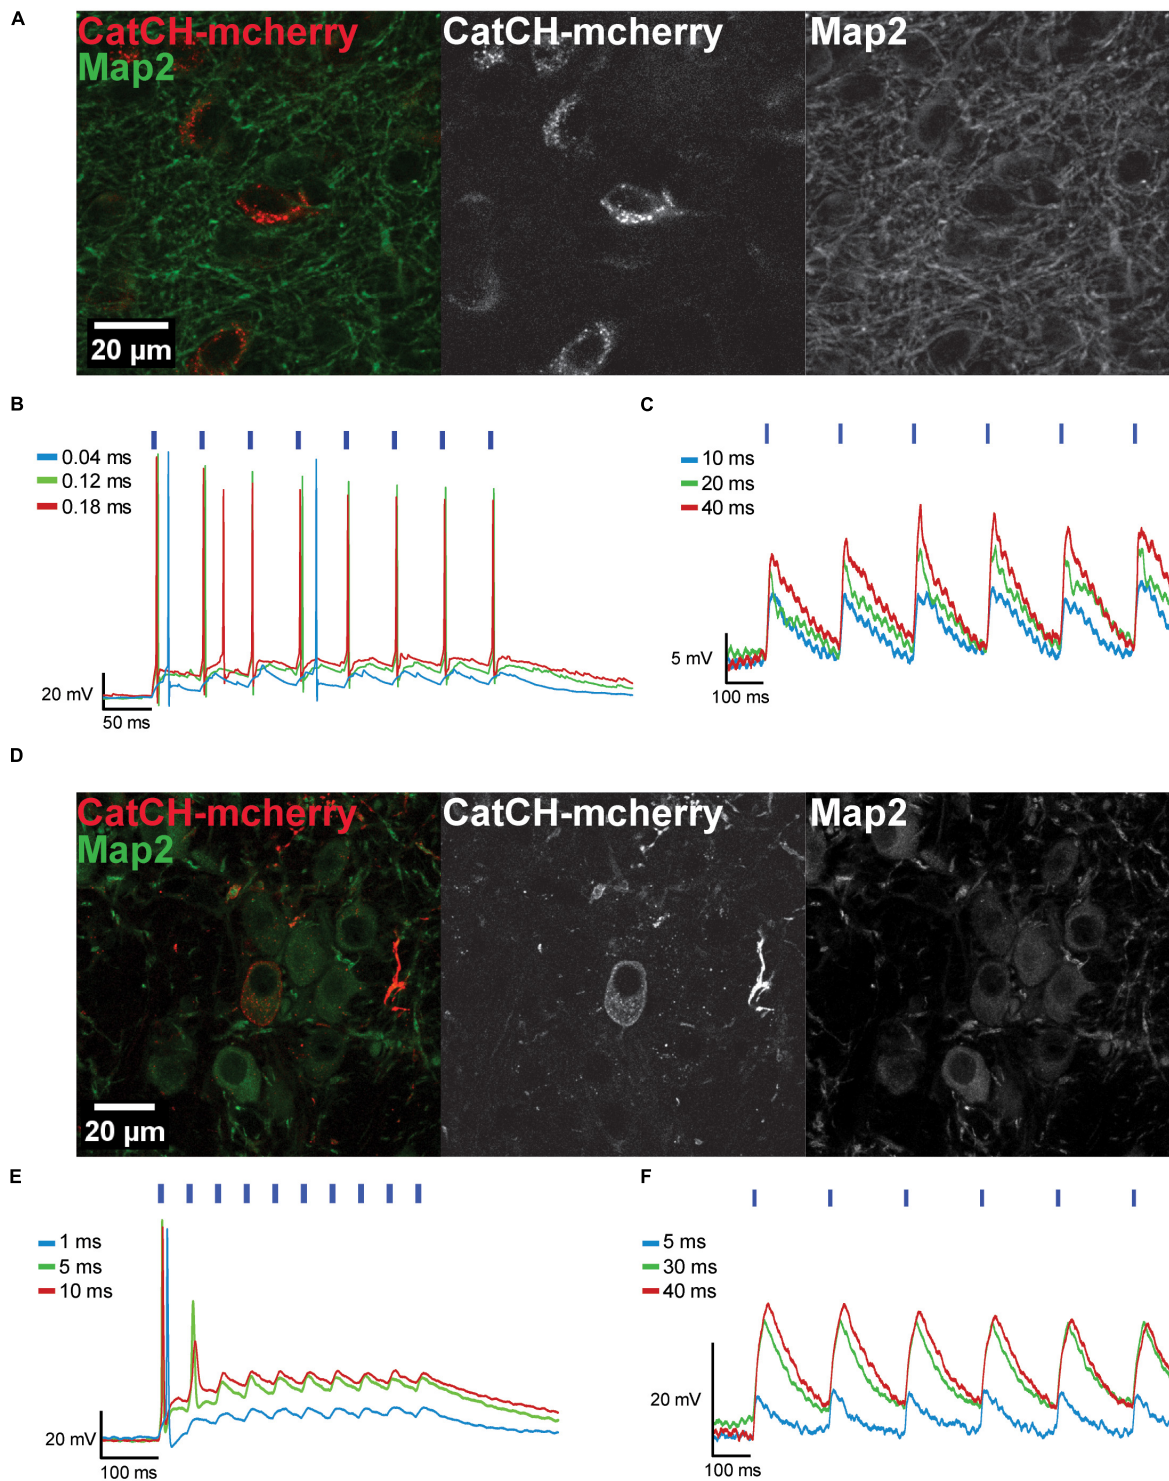 A
CatCH-mcherry
Map2
CatCH-mcherry
Map2
20 µm
B
0.04 ms
0.12 ms
0.18 ms
20 mV
50 ms
C
10 ms
20 ms
40 ms
5 mV
100 ms
D
CatCH-mcherry
Map2
CatCH-mcherry
Map2
20 µm
E
1 ms
5 ms
10 ms
20 mV
100 ms
F
5 ms
30 ms
40 ms
20 mV
100 ms